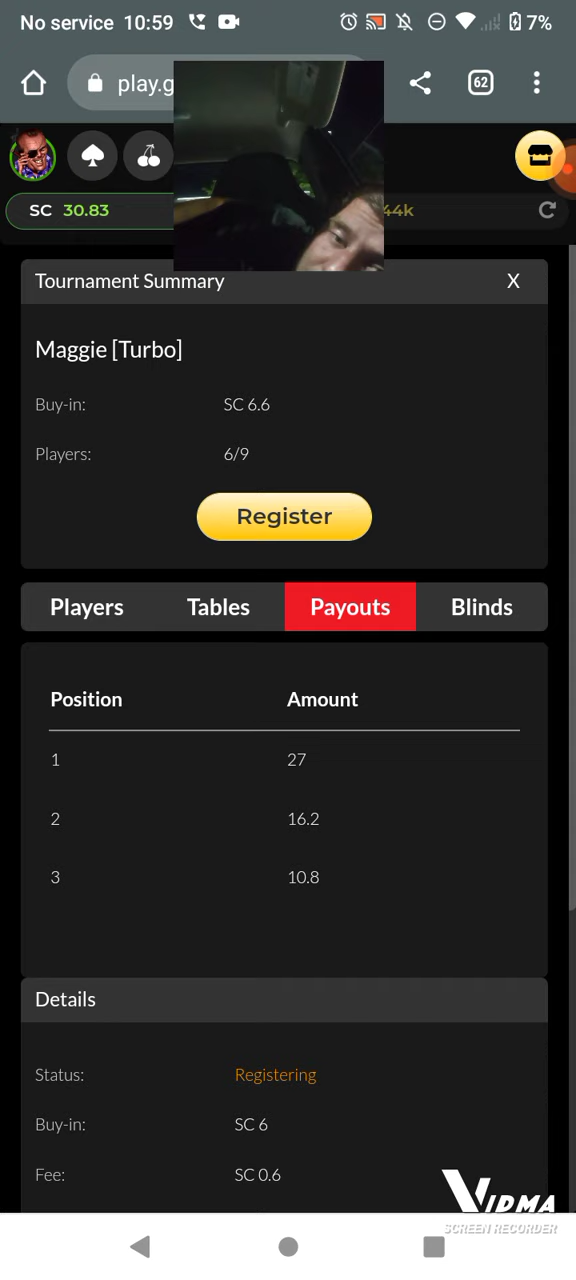 No service 10:59 7%
play.g 62
SC 30.83 44k
Tournament Summary X
Maggie [Turbo]
Buy-in: SC 6.6
Players: 6/9
Register
Players Tables Payouts Blinds
Position Amount
1 27
2 16.2
3 10.8
Details
Status: Registering
Buy-in: SC 6
Fee: SC 0.6
VIDMA
SCREEN RECORDER